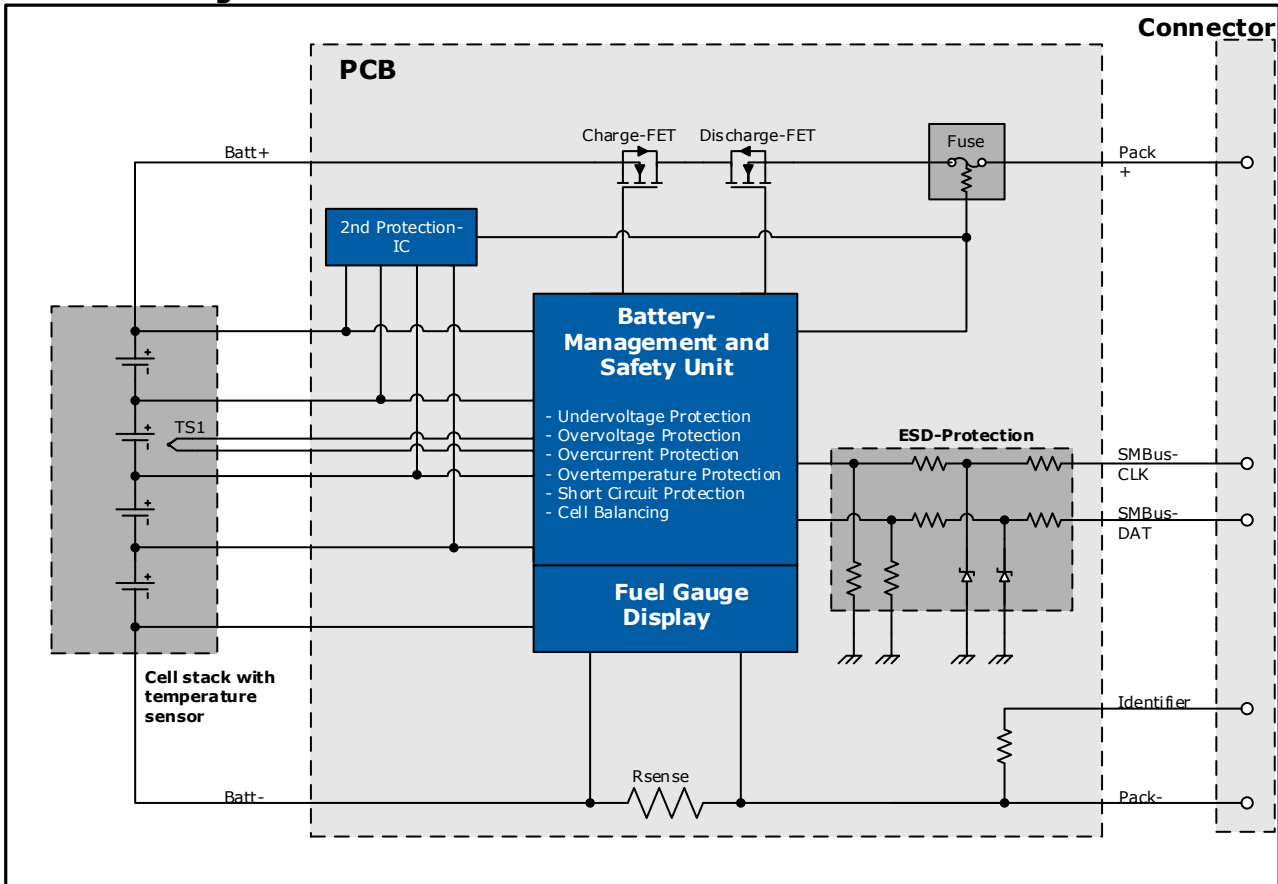 Connector
PCB
Charge-FET
Discharge-FET
Fuse
Batt+
Pack
+
2nd Protection-
IC
Battery-
Management and
Safety Unit
TS1
- Undervoltage Protection
- Overvoltage Protection
- Overcurrent Protection
- Overtemperature Protection
- Short Circuit Protection
- Cell Balancing
ESD-Protection
SMBus-
CLK
SMBus-
DAT
Fuel Gauge
Display
Cell stack with
temperature
sensor
Identifier
Rsense
Batt-
Pack-